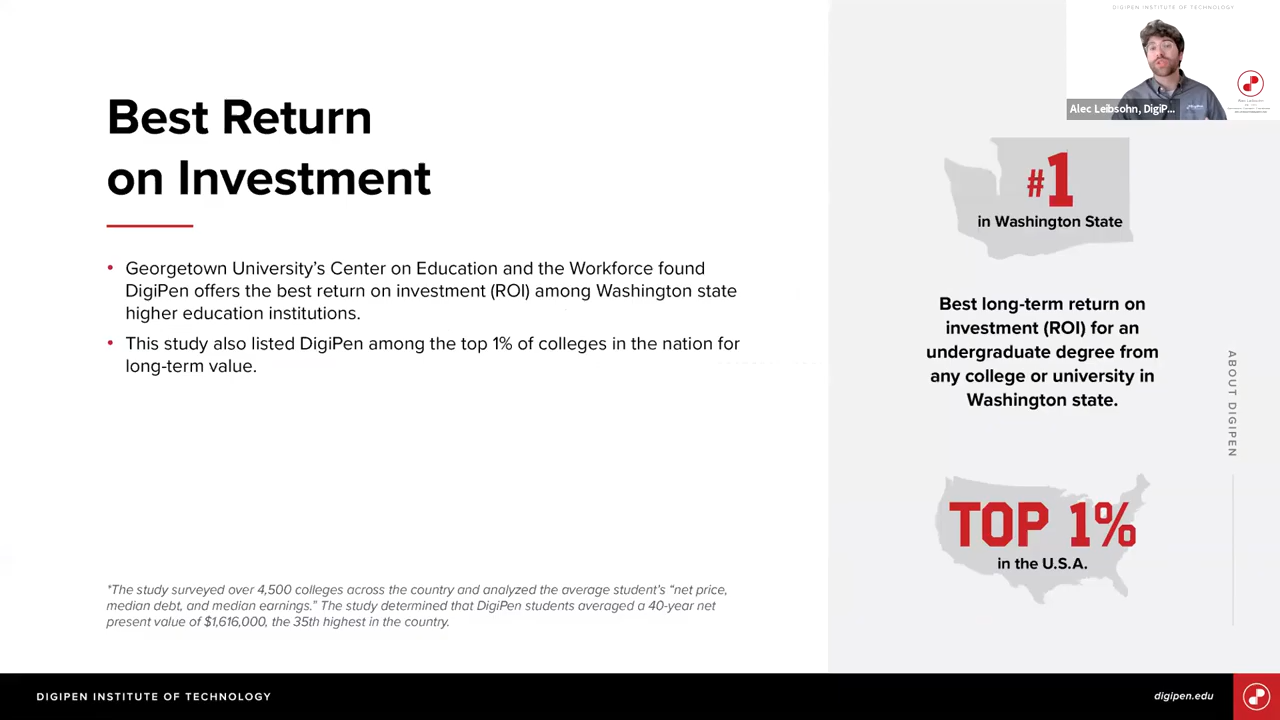 DIGIPEN INSTITUTE OF TECHNOLOGY
Alec Leibsohn, DigiP...
Alec Leibsohn
Best Return
on Investment
• Georgetown University's Center on Education and the Workforce found
DigiPen offers the best return on investment (ROI) among Washington state
higher education institutions.
• This study also listed DigiPen among the top 1% of colleges in the nation for
long-term value.
*The study surveyed over 4,500 colleges across the country and analyzed the average student's “net price,
median debt, and median earnings.” The study determined that DigiPen students averaged a 40-year net
present value of $1,616,000, the 35th highest in the country.
#1
in Washington State
Best long-term return on
investment (ROI) for an
undergraduate degree from
any college or university in
Washington state.
TOP 1%
in the U.S.A.
ABOUT DIGIPEN
DIGIPEN INSTITUTE OF TECHNOLOGY
digipen.edu